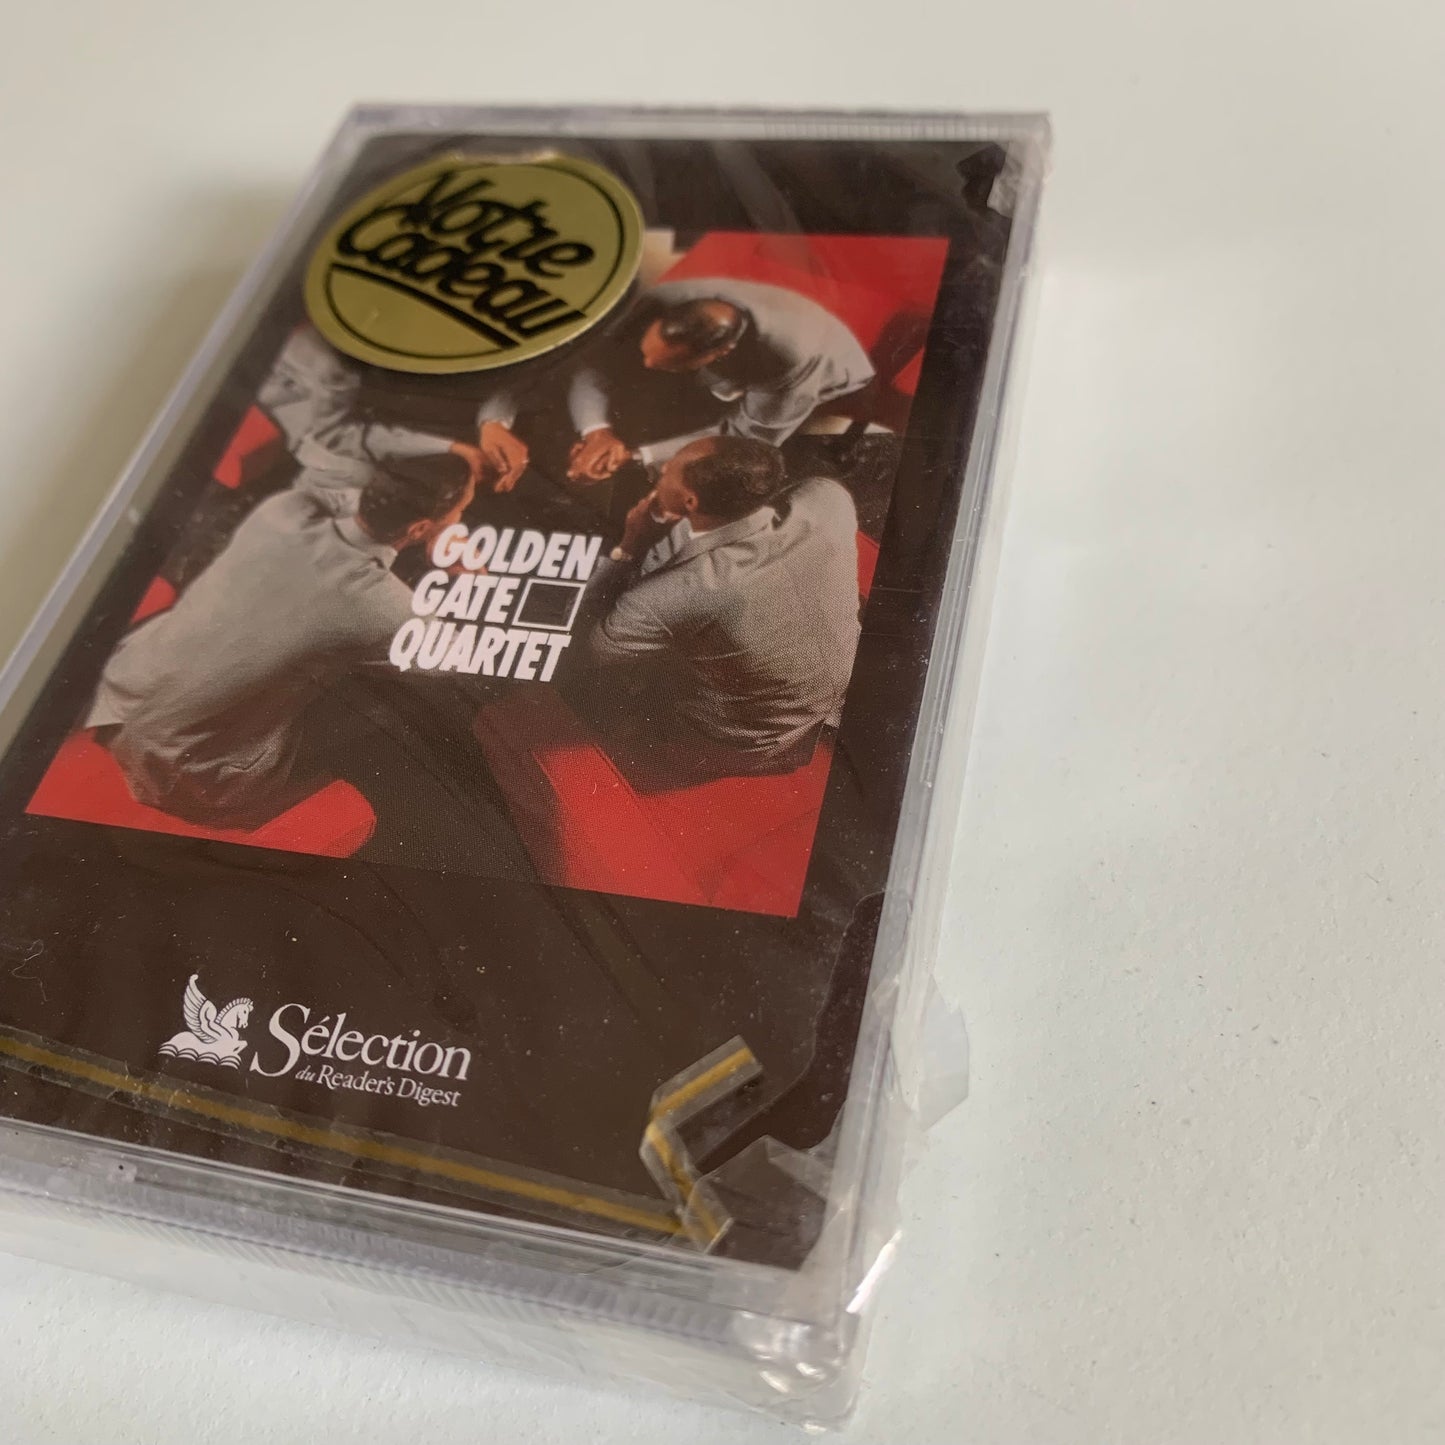 Votre
Cadeau
GOLDEN
GATE
QUARTET
Sélection
du Reader's Digest